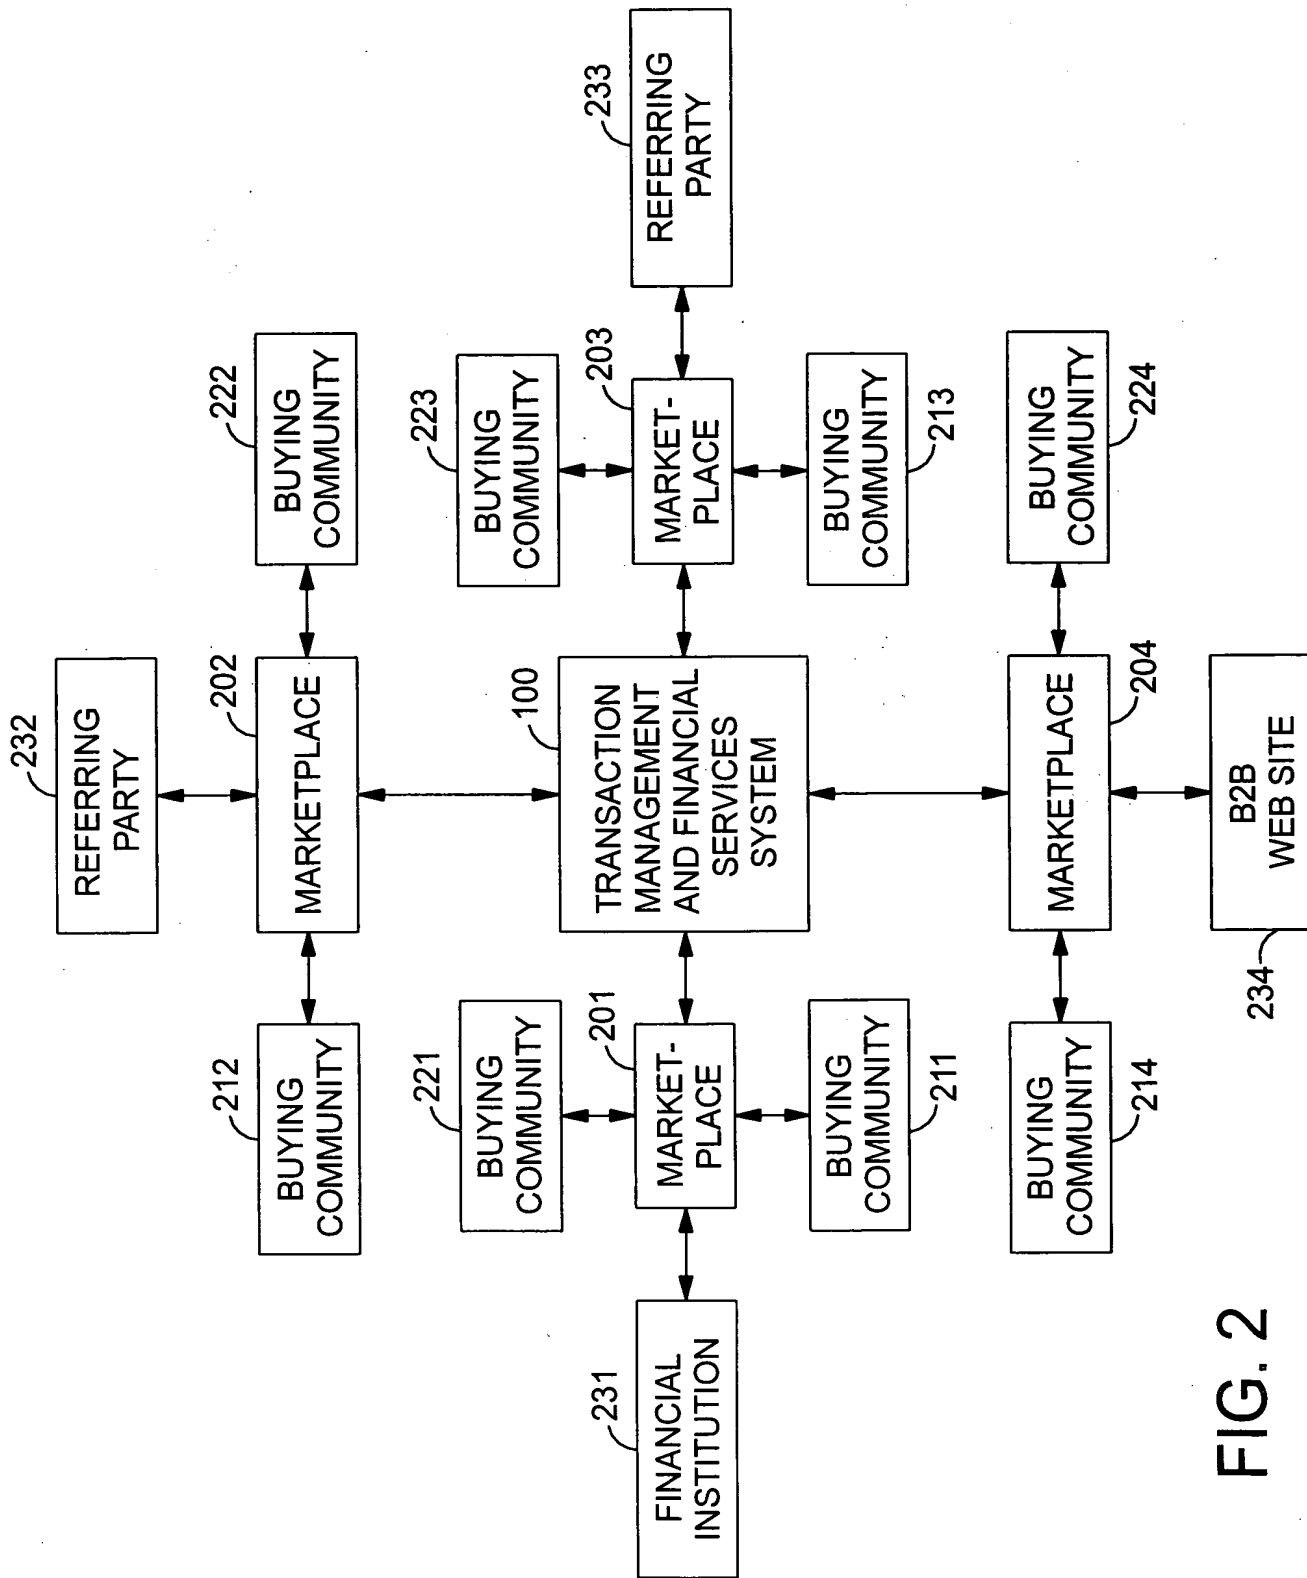 232
REFERRING
PARTY
212
BUYING
COMMUNITY
202
MARKETPLACE
222
BUYING
COMMUNITY
221
BUYING
COMMUNITY
223
BUYING
COMMUNITY
231
FINANCIAL
INSTITUTION
201
MARKET-
PLACE
100
TRANSACTION
MANAGEMENT
AND FINANCIAL
SERVICES
SYSTEM
203
MARKET-
PLACE
233
REFERRING
PARTY
BUYING
COMMUNITY
211
BUYING
COMMUNITY
213
BUYING
COMMUNITY
214
MARKETPLACE
204
BUYING
COMMUNITY
224
234
B2B
WEB SITE
FIG. 2